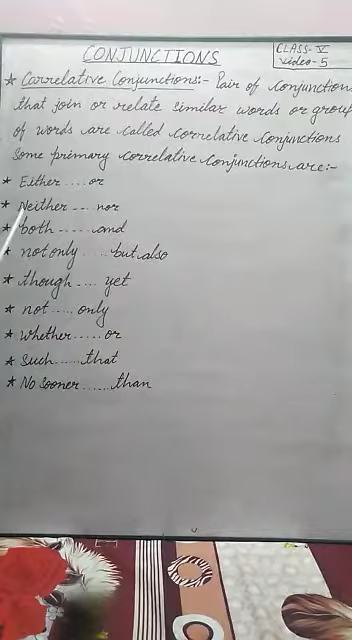 CONJUNCTIONS
CLASS-V
Video-5
* Correlative Conjunctions:- Pair of conjunction
that join or relate similar words or group
of words are called correlative conjunctions
Some primary correlative conjunctions are:-
* Either .... or
* Neither ... nor
* both ..... and
* not only .... but also
* though .... yet
* not ..... only
* whether ..... or
* Such ..... that
* No sooner ...... than